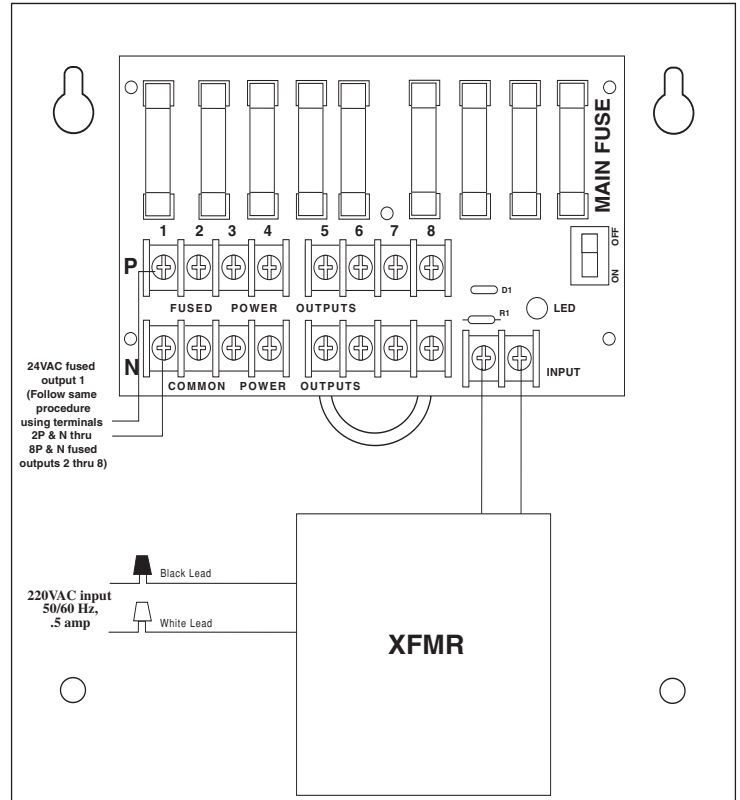 MAIN FUSE
1 2 3 4 5 6 7 8
OFF
ON
P
FUSED POWER OUTPUTS
D1
LED
R1
N
COMMON POWER OUTPUTS
INPUT
24VAC fused
output 1
(Follow same
procedure
using terminals
2P & N thru
8P & N fused
outputs 2 thru 8)
Black Lead
220VAC input
50/60 Hz,
.5 amp
White Lead
XFMR